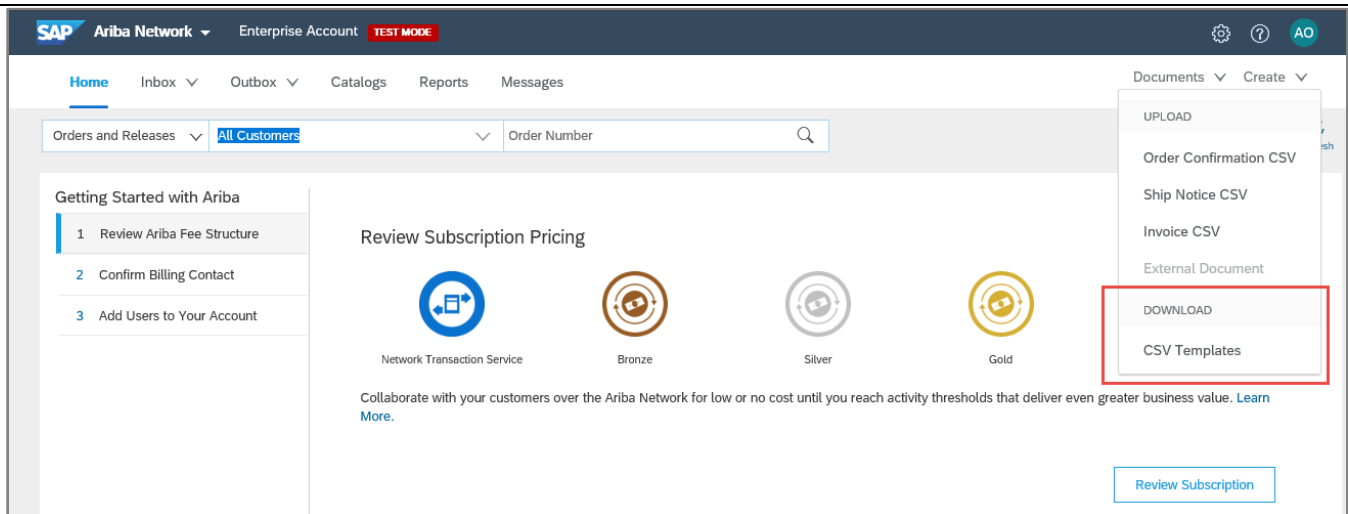 SAP Ariba Network Enterprise Account TEST MODE AO
Home Inbox Outbox Catalogs Reports Messages Documents Create
Orders and Releases All Customers Order Number
UPLOAD
Order Confirmation CSV
Ship Notice CSV
Invoice CSV
External Document
DOWNLOAD
CSV Templates
Getting Started with Ariba
1 Review Ariba Fee Structure
2 Confirm Billing Contact
3 Add Users to Your Account
Review Subscription Pricing
Network Transaction Service Bronze Silver Gold
Collaborate with your customers over the Ariba Network for low or no cost until you reach activity thresholds that deliver even greater business value. Learn
More.
Review Subscription